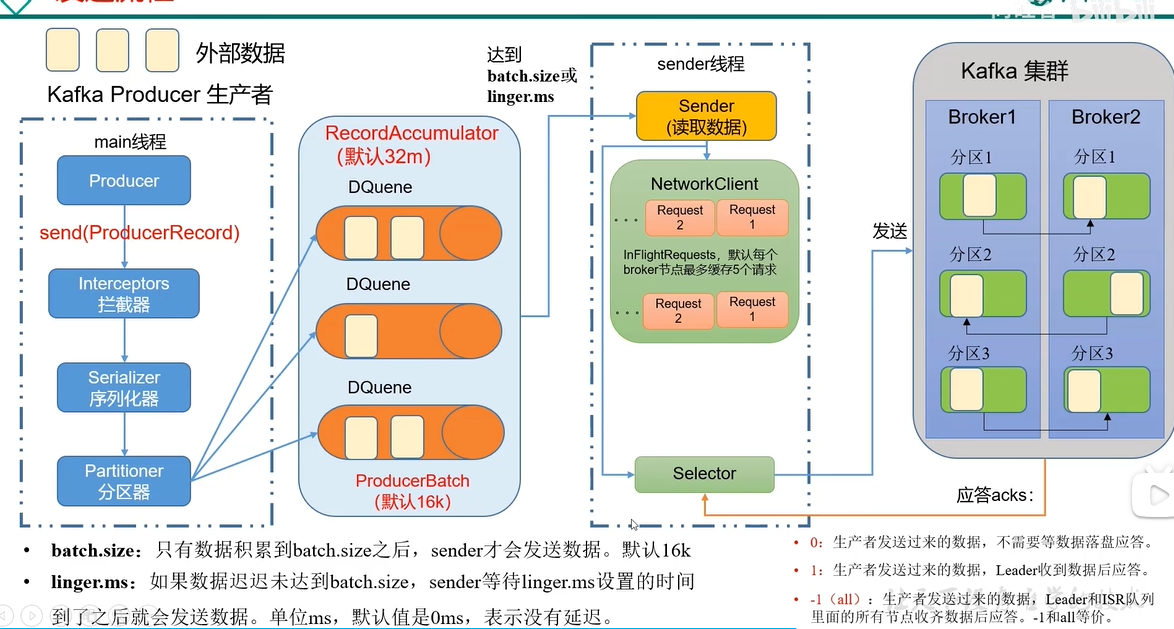 发送流程
外部数据
Kafka Producer 生产者
main线程
Producer
send(ProducerRecord)
Interceptors
拦截器
Serializer
序列化器
Partitioner
分区器
RecordAccumulator
(默认32m)
DQuene
DQuene
DQuene
ProducerBatch
(默认16k)
达到
batch.size或
linger.ms
sender线程
Sender
(读取数据)
NetworkClient
... Request 2 Request 1
InFlightRequests，默认每个
broker节点最多缓存5个请求
... Request 2 Request 1
Selector
发送
Kafka 集群
Broker1 Broker2
分区1 分区1
分区2 分区2
分区3 分区3
应答acks：
• batch.size：只有数据积累到batch.size之后，sender才会发送数据。默认16k
• linger.ms：如果数据迟迟未达到batch.size，sender等待linger.ms设置的时间
到了之后就会发送数据。单位ms，默认值是0ms，表示没有延迟。
• 0：生产者发送过来的数据，不需要等数据落盘应答。
• 1：生产者发送过来的数据，Leader收到数据后应答。
• -1（all）：生产者发送过来的数据，Leader和ISR队列
里面的所有节点收齐数据后应答。-1和all等价。
bilibili